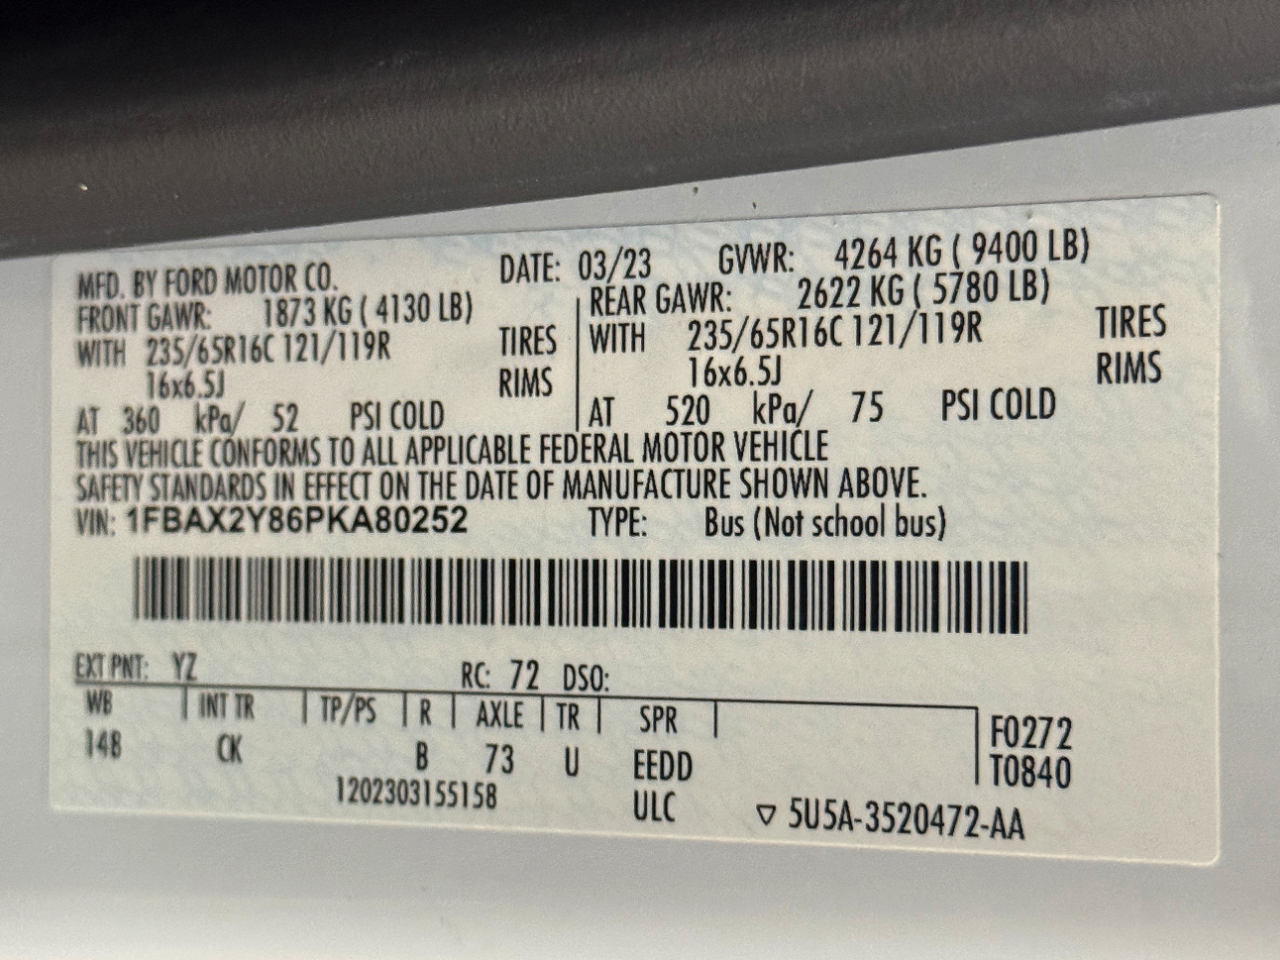 MFD. BY FORD MOTOR CO. DATE: 03/23 GVWR: 4264 KG ( 9400 LB)
FRONT GAWR: 1873 KG ( 4130 LB) REAR GAWR: 2622 KG ( 5780 LB)
WITH 235/65R16C 121/119R TIRES WITH 235/65R16C 121/119R TIRES
16x6.5J RIMS 16x6.5J RIMS
AT 360 kPa/ 52 PSI COLD AT 520 kPa/ 75 PSI COLD
THIS VEHICLE CONFORMS TO ALL APPLICABLE FEDERAL MOTOR VEHICLE
SAFETY STANDARDS IN EFFECT ON THE DATE OF MANUFACTURE SHOWN ABOVE.
VIN: 1FBAX2Y86PKA80252 TYPE: Bus (Not school bus)
EXT PNT: YZ RC: 72 DSO:
WB INT TR TP/PS R AXLE TR SPR F0272
148 CK B 73 U EEDD T0840
1202303155158 ULC ▽ 5U5A-3520472-AA